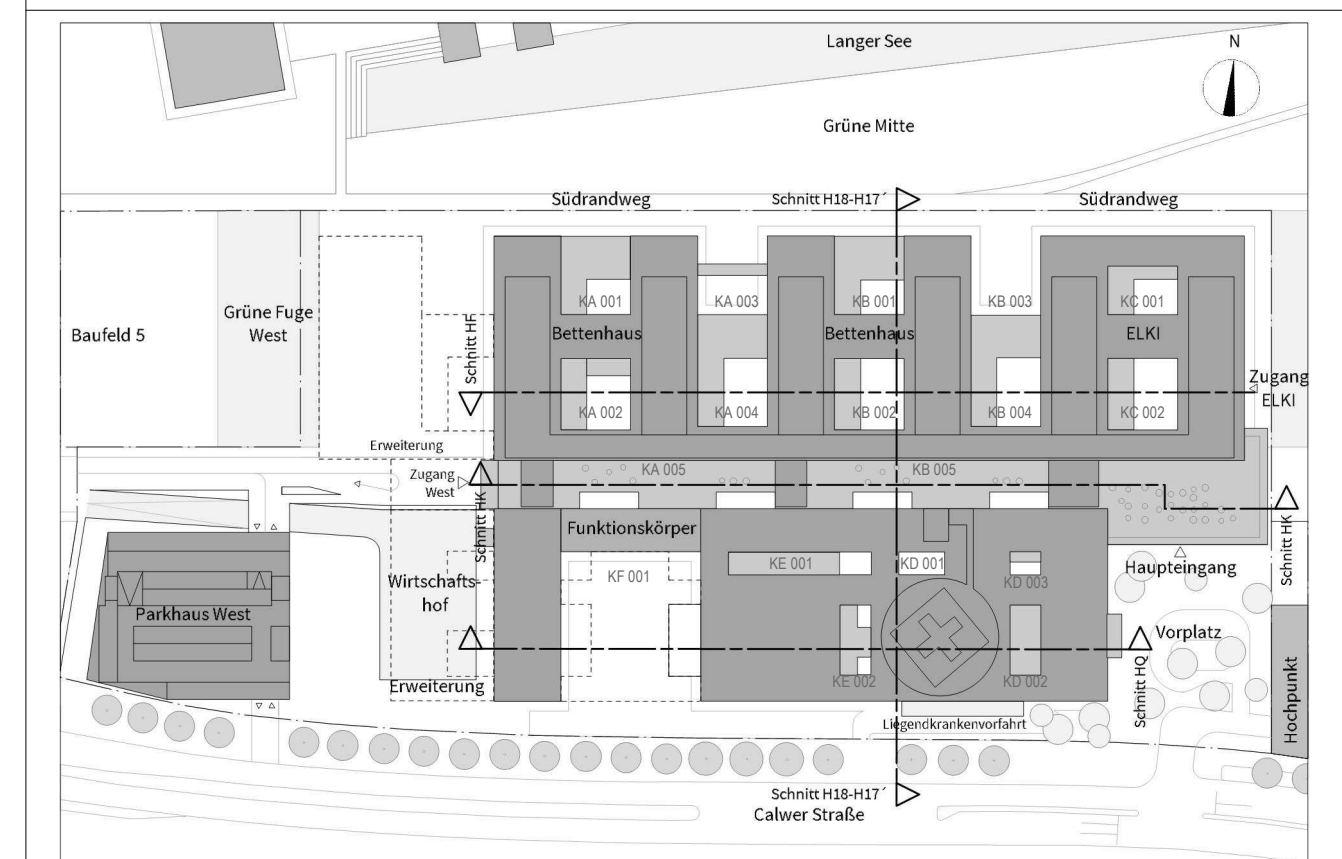 Langer See
N
Grüne Mitte
Südrandweg
Schnitt H18-H17´
Südrandweg
KA 001
KA 003
KB 001
KB 003
KC 001
Grüne Fuge
West
Baufeld 5
Bettenhaus
Bettenhaus
ELKI
Schnitt HF
Zugang
ELKI
KA 002
KA 004
KB 002
KB 004
KC 002
Erweiterung
Zugang
West
KA 005
KB 005
Schnitt HK
Schnitt HK
Funktionskörper
KE 001
KD 001
KD 003
Haupteingang
KF 001
Wirtschafts
hof
Parkhaus West
Vorplatz
Erweiterung
KE 002
KD 002
Schnitt HQ
Hochpunkt
Liegendkrankenvorfahrt
Schnitt H18-H17´
Calwer Straße